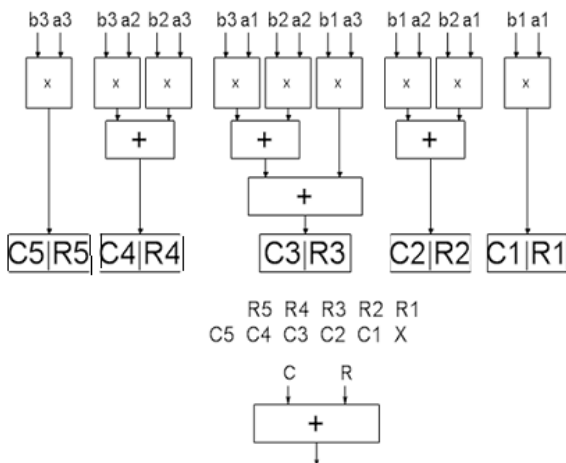 b3 a3 b3 a2 b2 a3 b3 a1 b2 a2 b1 a3 b1 a2 b2 a1 b1 a1
x x x x x x x x x
+ + +
+
C5|R5 C4|R4 C3|R3 C2|R2 C1|R1
R5 R4 R3 R2 R1
C5 C4 C3 C2 C1 X
C R
+